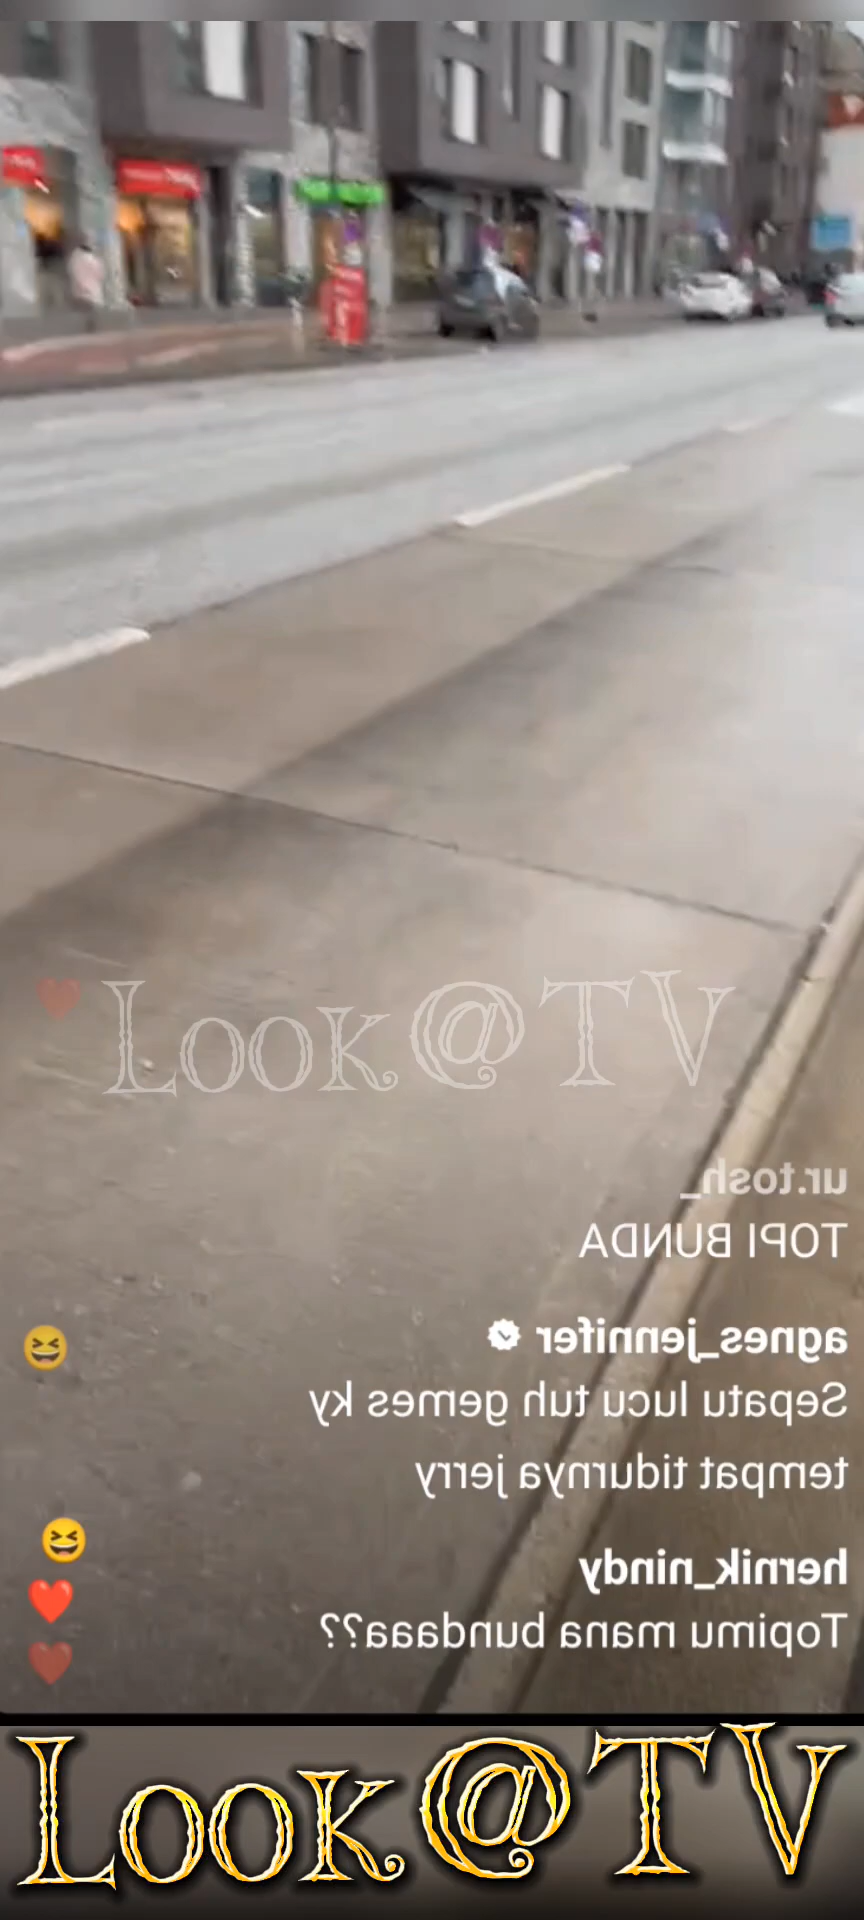 Look@TV
ur.tosh_
TOPI BUNDA
agnes_jennifer
Sepatu lucu tuh gemes ky
tempat tidurnya jerry
hernik_nindy
Topimu mana bundaaa??
Look@TV